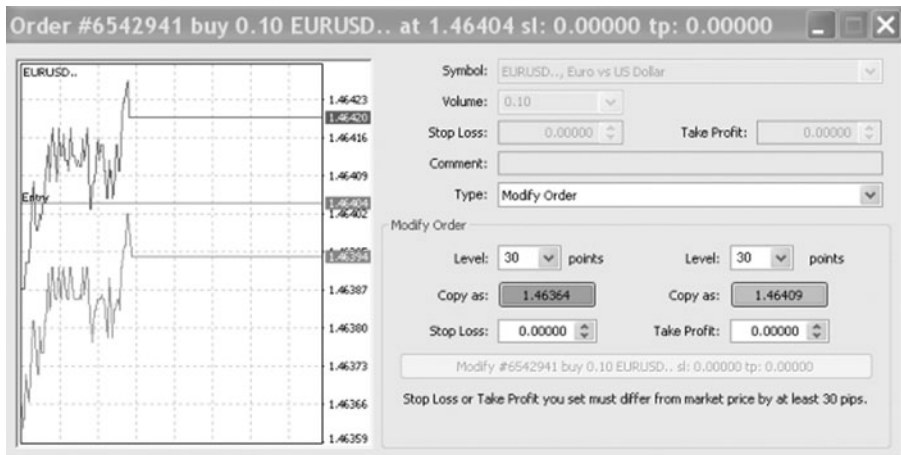 Order #6542941 buy 0.10 EURUSD.. at 1.46404 sl: 0.00000 tp: 0.00000
EURUSD..
1.46423
1.46420
1.46416
1.46409
Entry
1.46404
1.46402
1.46394
1.46387
1.46380
1.46373
1.46366
1.46359
Symbol: EURUSD.., Euro vs US Dollar
Volume: 0.10
Stop Loss: 0.00000 Take Profit: 0.00000
Comment:
Type: Modify Order
Modify Order
Level: 30 points Level: 30 points
Copy as: 1.46364 Copy as: 1.46409
Stop Loss: 0.00000 Take Profit: 0.00000
Modify #6542941 buy 0.10 EURUSD.. sl: 0.00000 tp: 0.00000
Stop Loss or Take Profit you set must differ from market price by at least 30 pips.